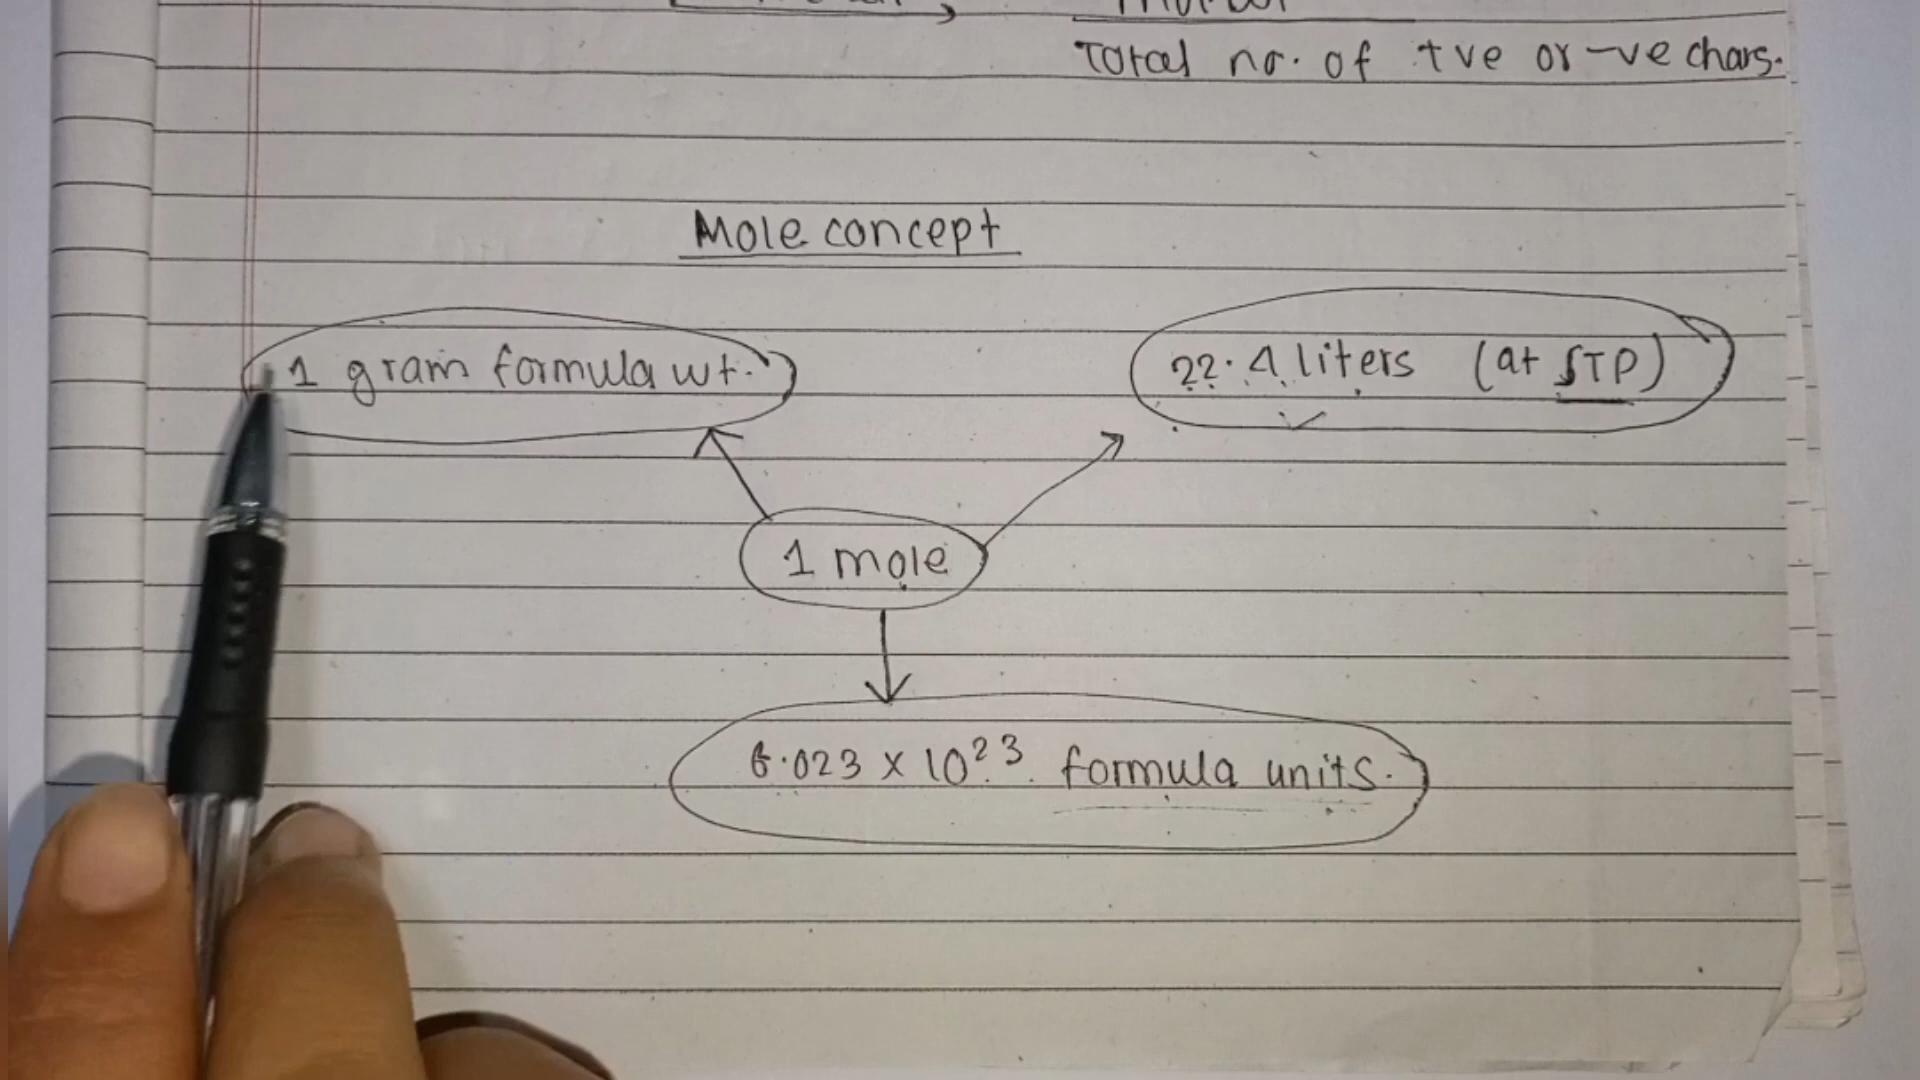 Total no. of +ve or -ve chars.
Mole concept
1 gram formula wt.
22.4 liters (at STP)
1 mole
6.023 x 10²³ formula units.